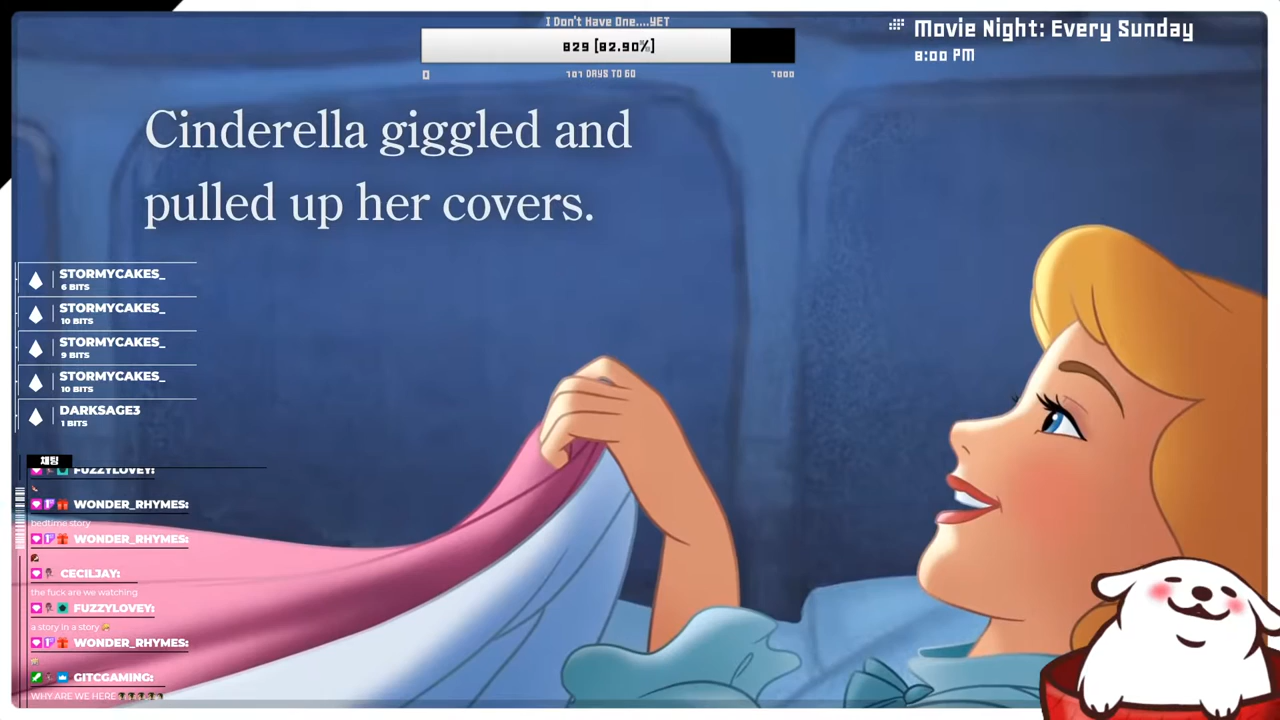 I Don't Have One....YET
829 [82.90%]
0
101 DAYS TO GO
1000
Movie Night: Every Sunday
8:00 PM
Cinderella giggled and
pulled up her covers.
STORMYCAKES_
6 BITS
STORMYCAKES_
10 BITS
STORMYCAKES_
9 BITS
STORMYCAKES_
10 BITS
DARKSAGE3
1 BITS
채팅
FUZZYLOVEY:
WONDER_RHYMES:
bedtime story
WONDER_RHYMES:
CECILJAY:
the fuck are we watching
FUZZYLOVEY:
a story in a story
WONDER_RHYMES:
GITCGAMING:
WHY ARE WE HERE